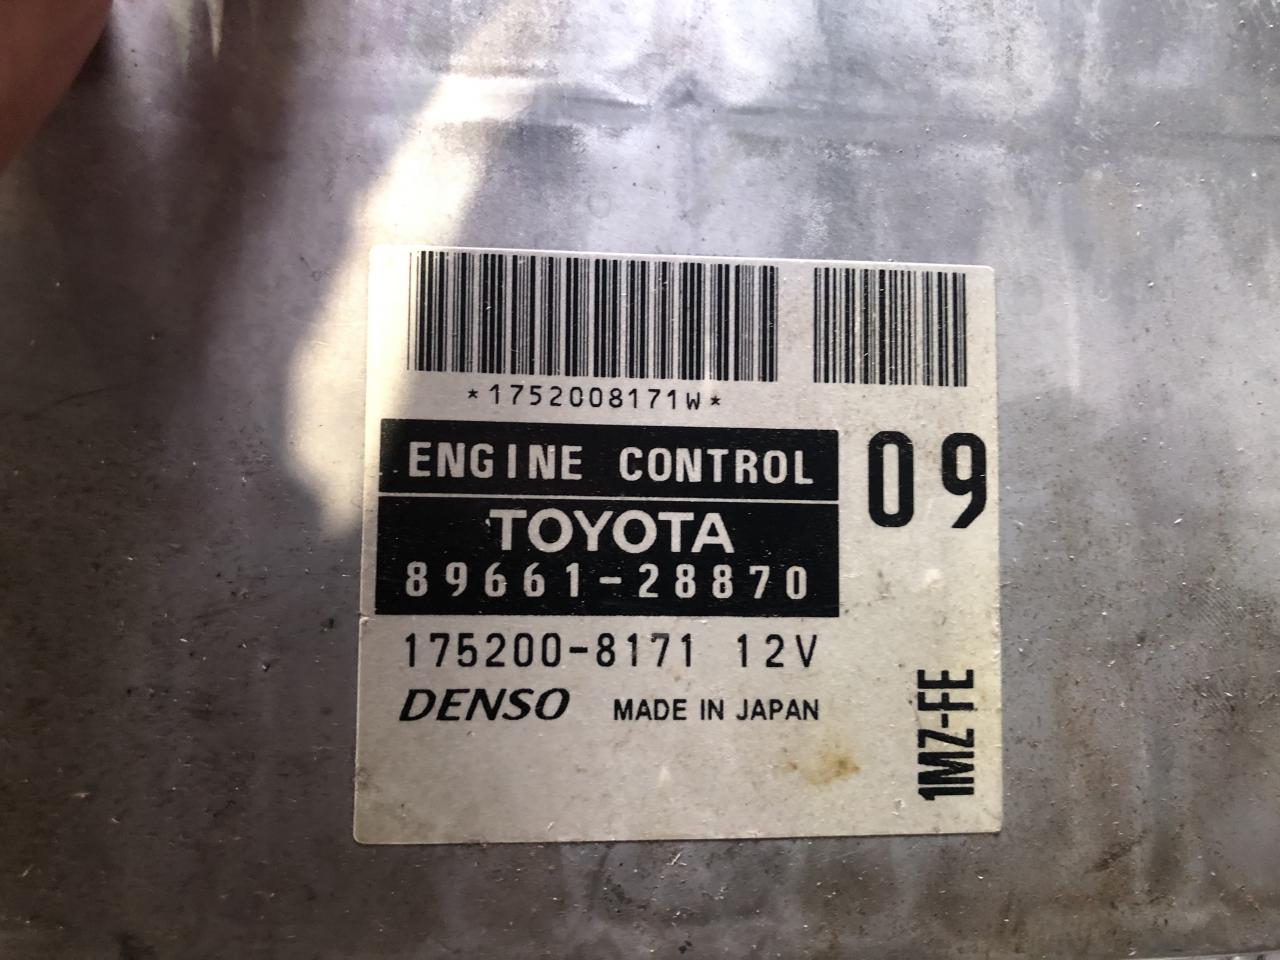 *1752008171W*
ENGINE CONTROL
09
TOYOTA
89661-28870
175200-8171 12V
DENSO MADE IN JAPAN
1MZ-FE